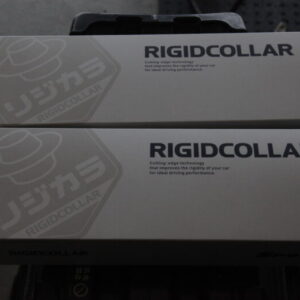 リジカラ
RIGIDCOLLAR
RIGIDCOLLAR
Cutting-edge technology
that improves the rigidity of your car
for ideal driving performance.
リジカラ
RIGIDCOLLAR
RIGIDCOLLA
Cutting-edge technology
that improves the rigidity of your car
for ideal driving performance.
RIGIDCOLLAR